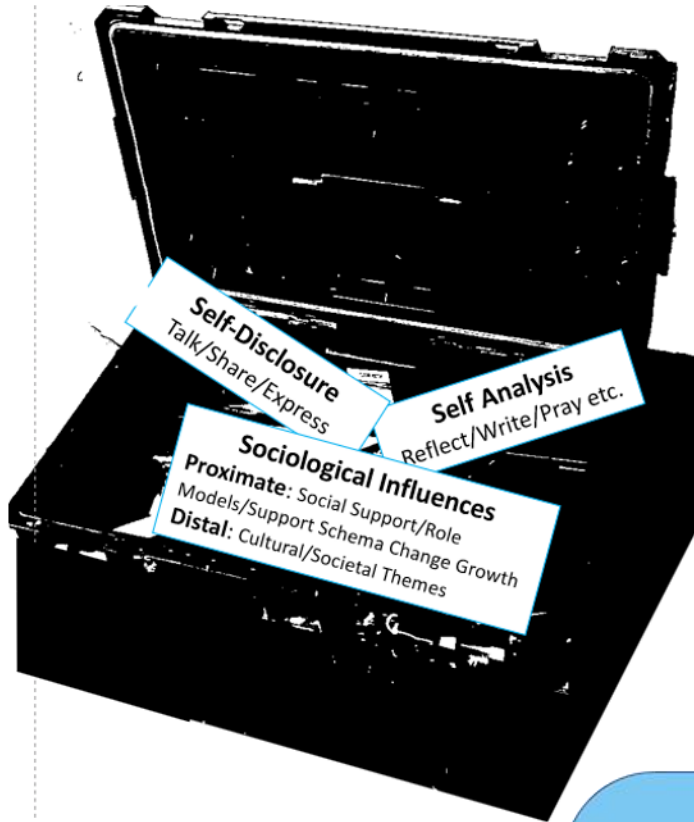 Self-Disclosure
Talk/Share/Express
Self Analysis
Reflect/Write/Pray etc.
Sociological Influences
Proximate: Social Support/Role
Models/Support Schema Change Growth
Distal: Cultural/Societal Themes